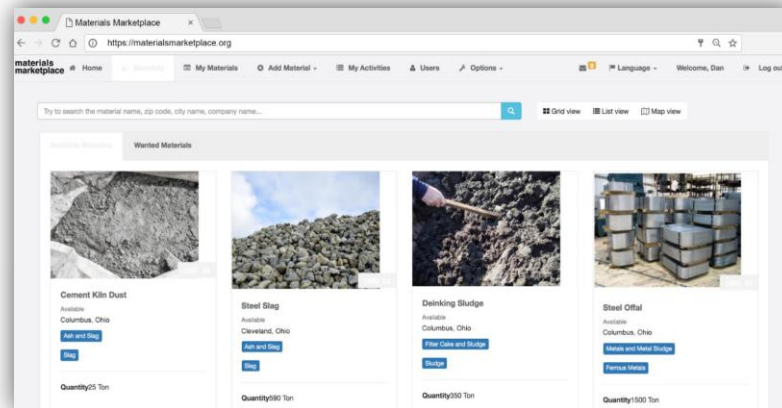 Materials Marketplace ×
https://materialsmarketplace.org
materials
marketplace
Home
My Materials
Add Material
My Activities
Users
Options
Language
Welcome, Dan
Log out
Try to search the material name, zip code, city name, company name...
Grid view
List view
Map view
Wanted Materials
Cement Kiln Dust
Available
Columbus, Ohio
Ash and Slag
Slag
Quantity25 Ton
Steel Slag
Available
Cleveland, Ohio
Ash and Slag
Slag
Quantity590 Ton
Deinking Sludge
Available
Columbus, Ohio
Filter Cake and Sludge
Sludge
Quantity350 Ton
Steel Offal
Available
Columbus, Ohio
Metals and Metal Sludge
Ferrous Metals
Quantity1500 Ton